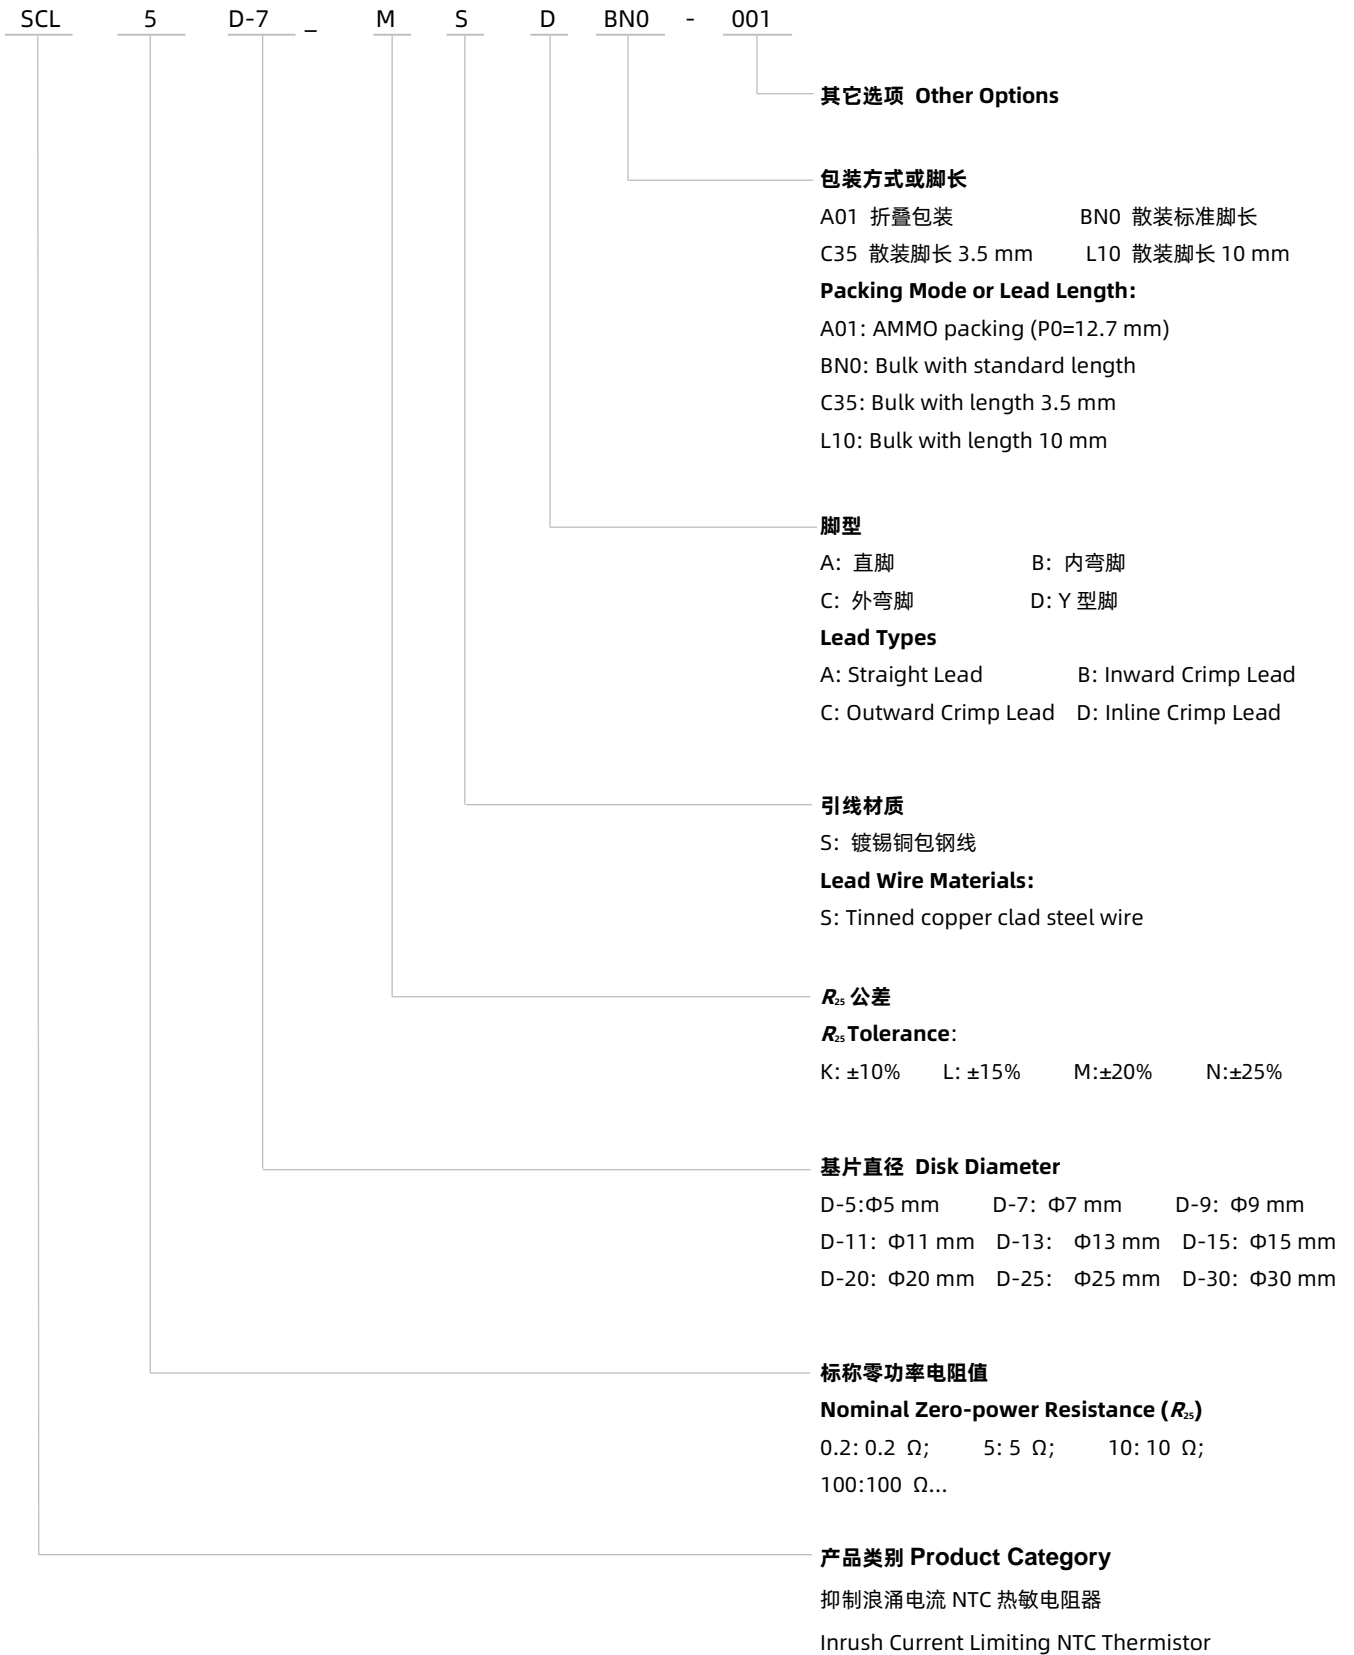 SCL 5 D-7 _ M S D BN0 - 001
其它选项 Other Options
包装方式或脚长
A01 折叠包装 BN0 散装标准脚长
C35 散装脚长 3.5 mm L10 散装脚长 10 mm
Packing Mode or Lead Length:
A01: AMMO packing (P0=12.7 mm)
BN0: Bulk with standard length
C35: Bulk with length 3.5 mm
L10: Bulk with length 10 mm
脚型
A: 直脚 B: 内弯脚
C: 外弯脚 D: Y 型脚
Lead Types
A: Straight Lead B: Inward Crimp Lead
C: Outward Crimp Lead D: Inline Crimp Lead
引线材质
S: 镀锡铜包钢线
Lead Wire Materials:
S: Tinned copper clad steel wire
R25 公差
R25 Tolerance:
K: ±10% L: ±15% M:±20% N:±25%
基片直径 Disk Diameter
D-5:Φ5 mm D-7: Φ7 mm D-9: Φ9 mm
D-11: Φ11 mm D-13: Φ13 mm D-15: Φ15 mm
D-20: Φ20 mm D-25: Φ25 mm D-30: Φ30 mm
标称零功率电阻值
Nominal Zero-power Resistance (R25)
0.2: 0.2 Ω; 5: 5 Ω; 10: 10 Ω;
100:100 Ω...
产品类别 Product Category
抑制浪涌电流 NTC 热敏电阻器
Inrush Current Limiting NTC Thermistor